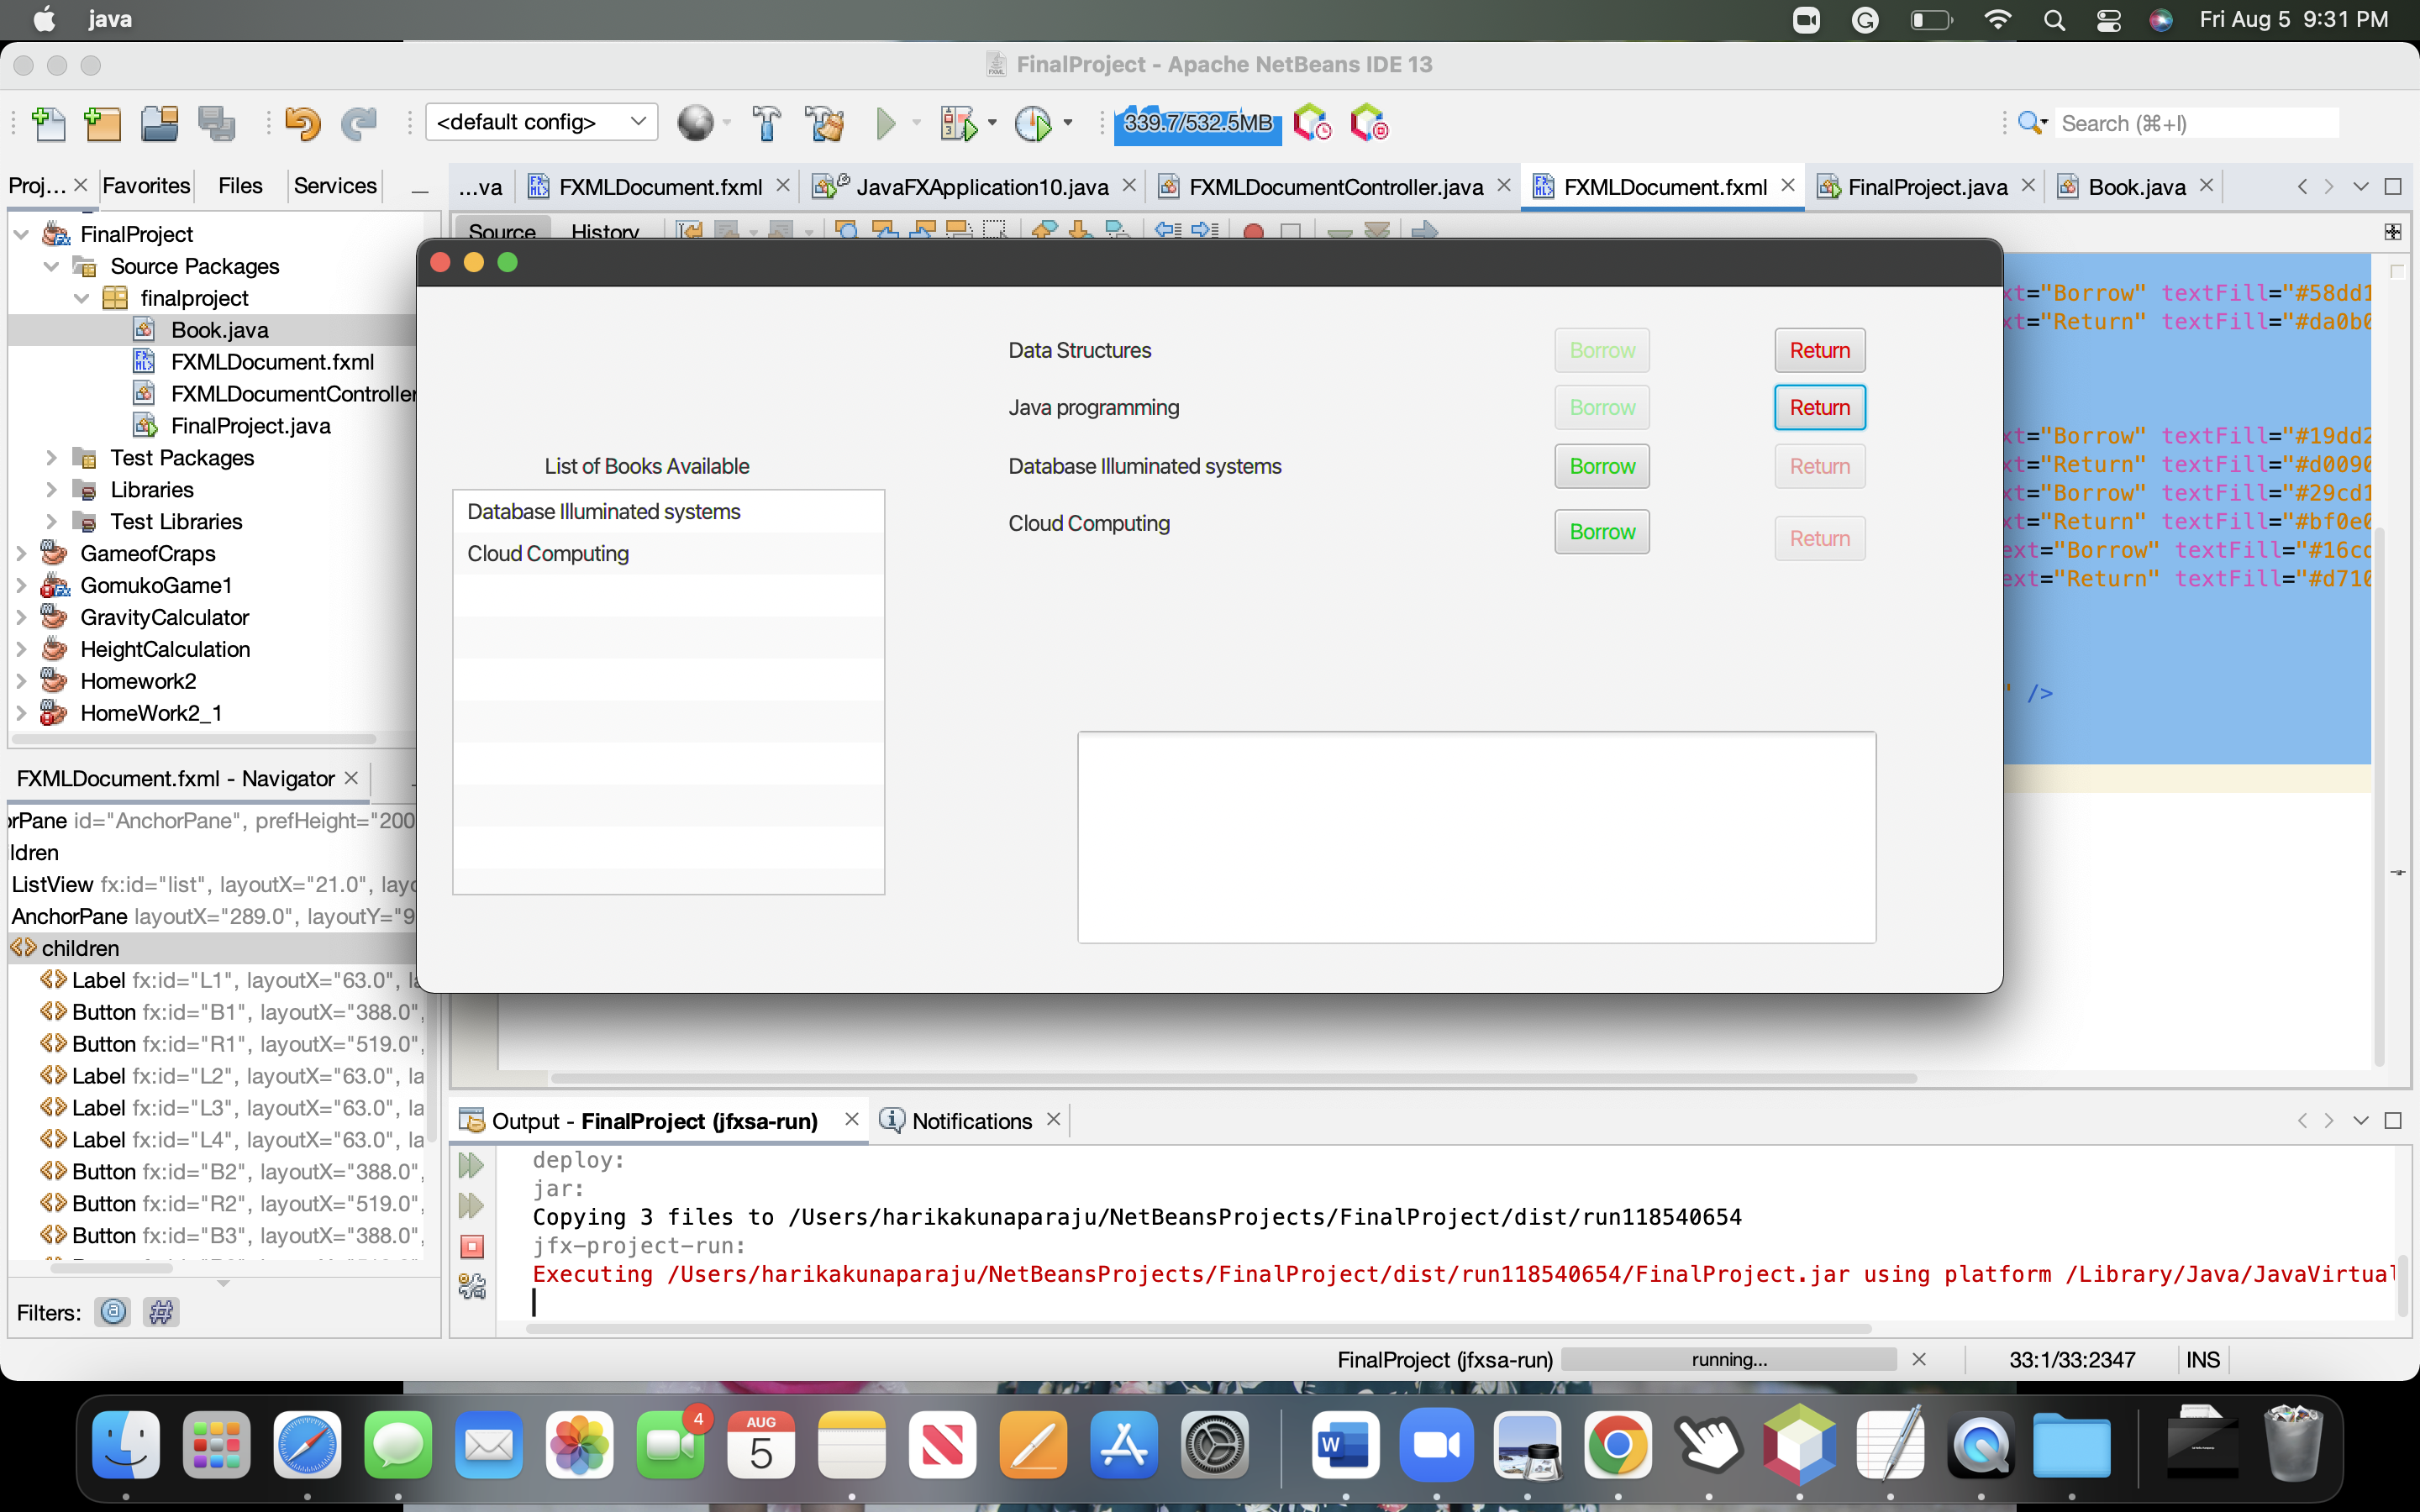 java
Fri Aug 5 9:31 PM
FinalProject - Apache NetBeans IDE 13
<default config>
339.7/532.5MB
Search (⌘+I)
Proj...
Favorites
Files
Services
...va
FXMLDocument.fxml
JavaFXApplication10.java
FXMLDocumentController.java
FXMLDocument.fxml
FinalProject.java
Book.java
Source
History
FinalProject
Source Packages
finalproject
Book.java
FXMLDocument.fxml
FXMLDocumentController
FinalProject.java
Test Packages
Libraries
Test Libraries
GameofCraps
GomukoGame1
GravityCalculator
HeightCalculation
Homework2
HomeWork2_1
Data Structures
Borrow
Return
Java programming
Borrow
Return
Database Illuminated systems
Borrow
Return
Cloud Computing
Borrow
Return
List of Books Available
Database Illuminated systems
Cloud Computing
xt="Borrow" textFill="#58dd1
xt="Return" textFill="#da0b0
xt="Borrow" textFill="#19dd2
xt="Return" textFill="#d0090
xt="Borrow" textFill="#29cd1
xt="Return" textFill="#bf0e0
ext="Borrow" textFill="#16cc
ext="Return" textFill="#d710
" />
FXMLDocument.fxml - Navigator
orPane id="AnchorPane", prefHeight="200
ldren
ListView fx:id="list", layoutX="21.0", layo
AnchorPane layoutX="289.0", layoutY="9
children
Label fx:id="L1", layoutX="63.0", la
Button fx:id="B1", layoutX="388.0",
Button fx:id="R1", layoutX="519.0",
Label fx:id="L2", layoutX="63.0", la
Label fx:id="L3", layoutX="63.0", la
Label fx:id="L4", layoutX="63.0", la
Button fx:id="B2", layoutX="388.0",
Button fx:id="R2", layoutX="519.0",
Button fx:id="B3", layoutX="388.0",
Filters:
Output - FinalProject (jfxsa-run)
Notifications
deploy:
jar:
Copying 3 files to /Users/harikakunaparaju/NetBeansProjects/FinalProject/dist/run118540654
jfx-project-run:
Executing /Users/harikakunaparaju/NetBeansProjects/FinalProject/dist/run118540654/FinalProject.jar using platform /Library/Java/JavaVirtual
FinalProject (jfxsa-run)
running...
33:1/33:2347
INS
4
AUG
5
W